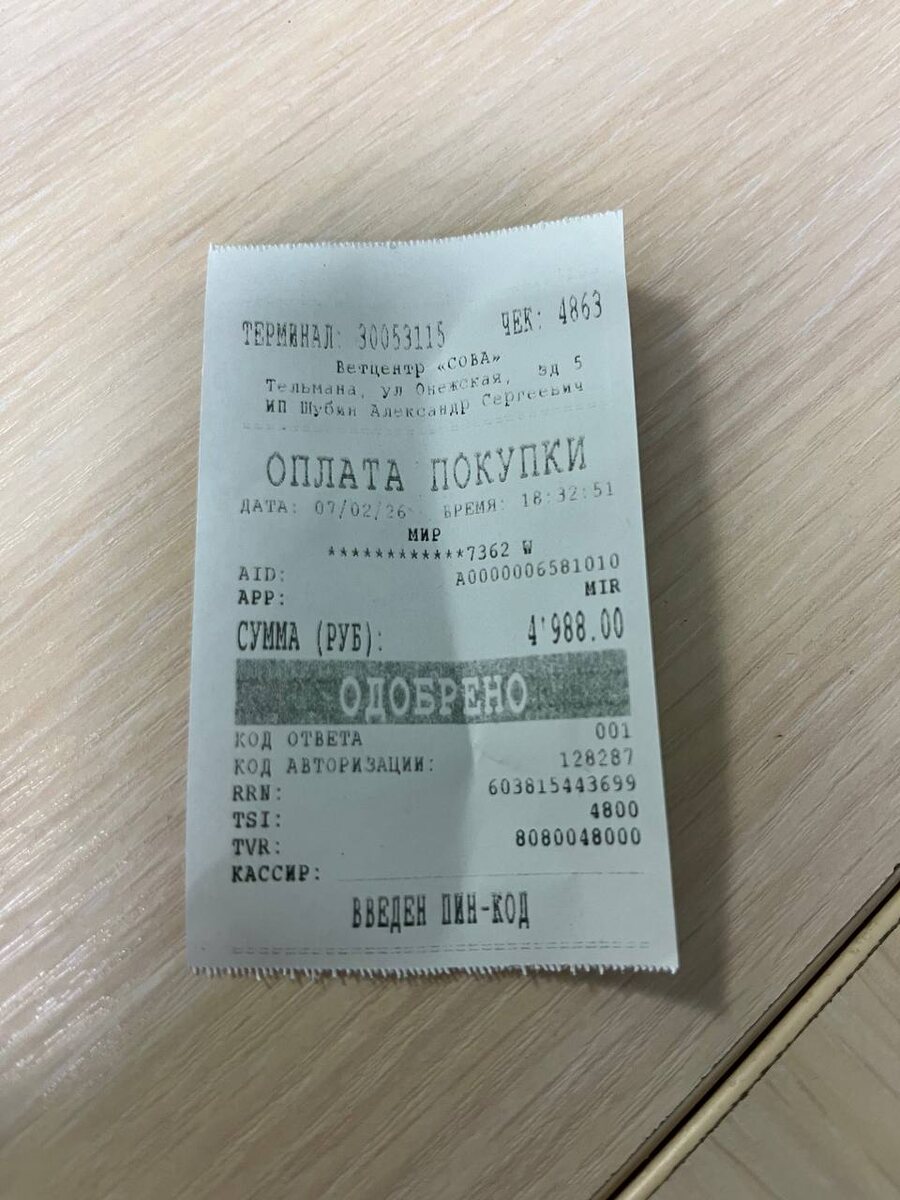 ТЕРМИНАЛ: 30053115 ЧЕК: 4863
Ветцентр «СОВА»
Тельмана, ул Онежская, зд 5
ИП Шубин Александр Сергеевич
ОПЛАТА ПОКУПКИ
ДАТА: 07/02/26 ВРЕМЯ: 18:32:51
МИР
************7362 W
AID: A0000006581010
APP: MIR
СУММА (РУБ): 4'988.00
ОДОБРЕНО
КОД ОТВЕТА 001
КОД АВТОРИЗАЦИИ: 128287
RRN: 603815443699
TSI: 4800
TVR: 8080048000
КАССИР:
ВВЕДЕН ПИН-КОД